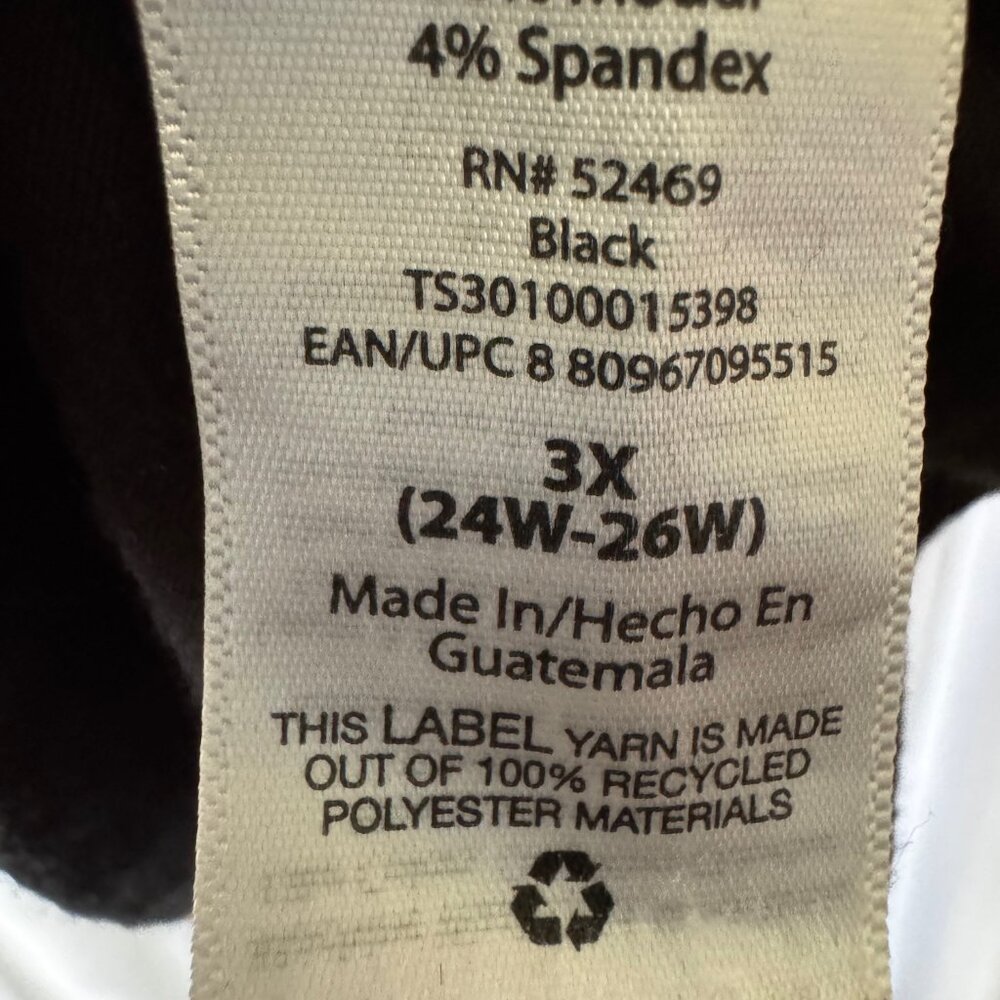 4% Spandex
RN# 52469
Black
TS30100015398
EAN/UPC 8 80967095515
3X
(24W-26W)
Made In/Hecho En
Guatemala
THIS LABEL YARN IS MADE
OUT OF 100% RECYCLED
POLYESTER MATERIALS